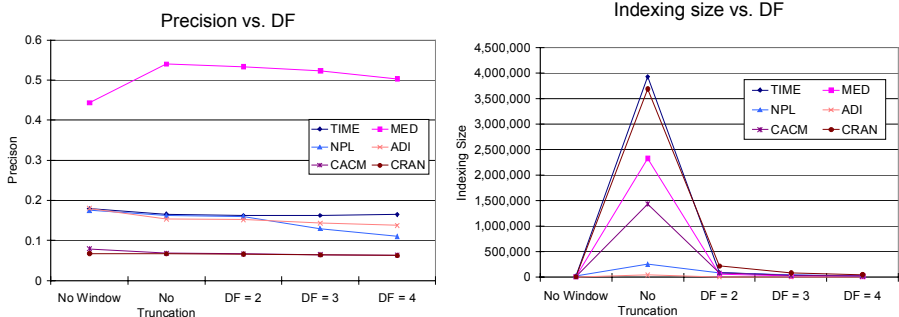 Precision vs. DF
0.6
0.5
0.4
0.3
0.2
0.1
0
Precison
TIME
MED
NPL
ADI
CACM
CRAN
No Window
No Truncation
DF = 2
DF = 3
DF = 4
Indexing size vs. DF
4,500,000
4,000,000
3,500,000
3,000,000
2,500,000
2,000,000
1,500,000
1,000,000
500,000
0
Indexing Size
TIME
MED
NPL
ADI
CACM
CRAN
No Window
No
Truncation
DF = 2
DF = 3
DF = 4